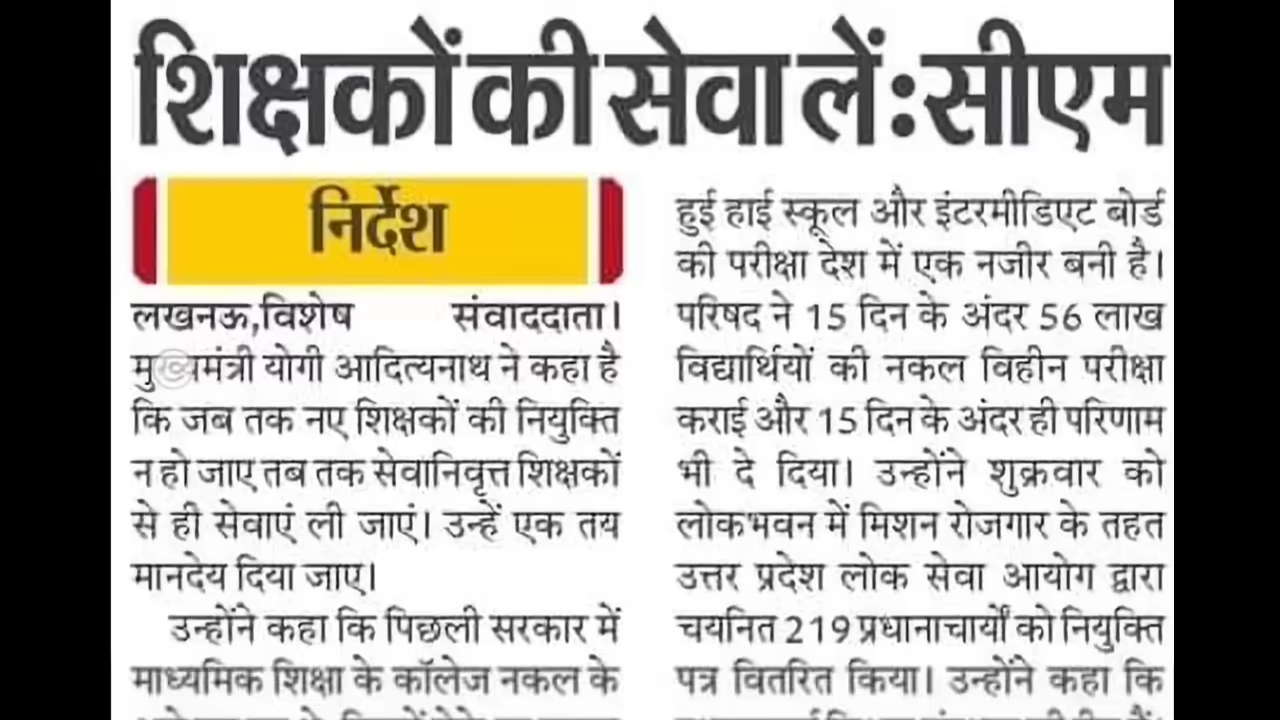 शिक्षकों की सेवा लें: सीएम
निर्देश
लखनऊ,विशेष संवाददाता।
मुख्यमंत्री योगी आदित्यनाथ ने कहा है
कि जब तक नए शिक्षकों की नियुक्ति
न हो जाए तब तक सेवानिवृत्त शिक्षकों
से ही सेवाएं ली जाएं। उन्हें एक तय
मानदेय दिया जाए।
उन्होंने कहा कि पिछली सरकार में
माध्यमिक शिक्षा के कॉलेज नकल के
हुई हाई स्कूल और इंटरमीडिएट बोर्ड
की परीक्षा देश में एक नजीर बनी है।
परिषद ने 15 दिन के अंदर 56 लाख
विद्यार्थियों की नकल विहीन परीक्षा
कराई और 15 दिन के अंदर ही परिणाम
भी दे दिया। उन्होंने शुक्रवार को
लोकभवन में मिशन रोजगार के तहत
उत्तर प्रदेश लोक सेवा आयोग द्वारा
चयनित 219 प्रधानाचार्यों को नियुक्ति
पत्र वितरित किया। उन्होंने कहा कि